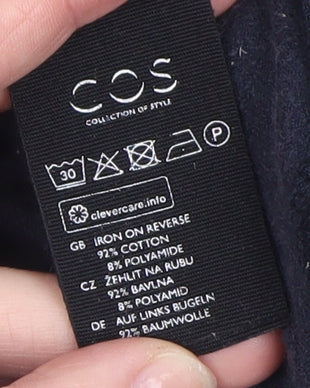 COS
COLLECTION OF STYLE
30 P
clevercare.info
GB IRON ON REVERSE
92% COTTON
8% POLYAMIDE
CZ ŽEHLIT NA RUBU
92% BAVLNA
8% POLYAMID
DE AUF LINKS BÜGELN
92% BAUMWOLLE